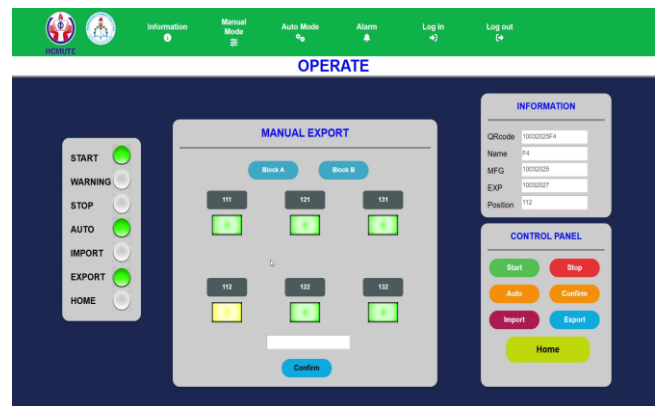 Information
Manual
Mode
Auto Mode
Alarm
Log in
Log out
HCMUTE
OPERATE
START
WARNING
STOP
AUTO
IMPORT
EXPORT
HOME
MANUAL EXPORT
Block A
Block B
111
121
131
112
122
132
Confirm
INFORMATION
QRcode 10032025F4
Name F4
MFG 10032025
EXP 10032027
Position 112
CONTROL PANEL
Start
Stop
Auto
Confirm
Import
Export
Home